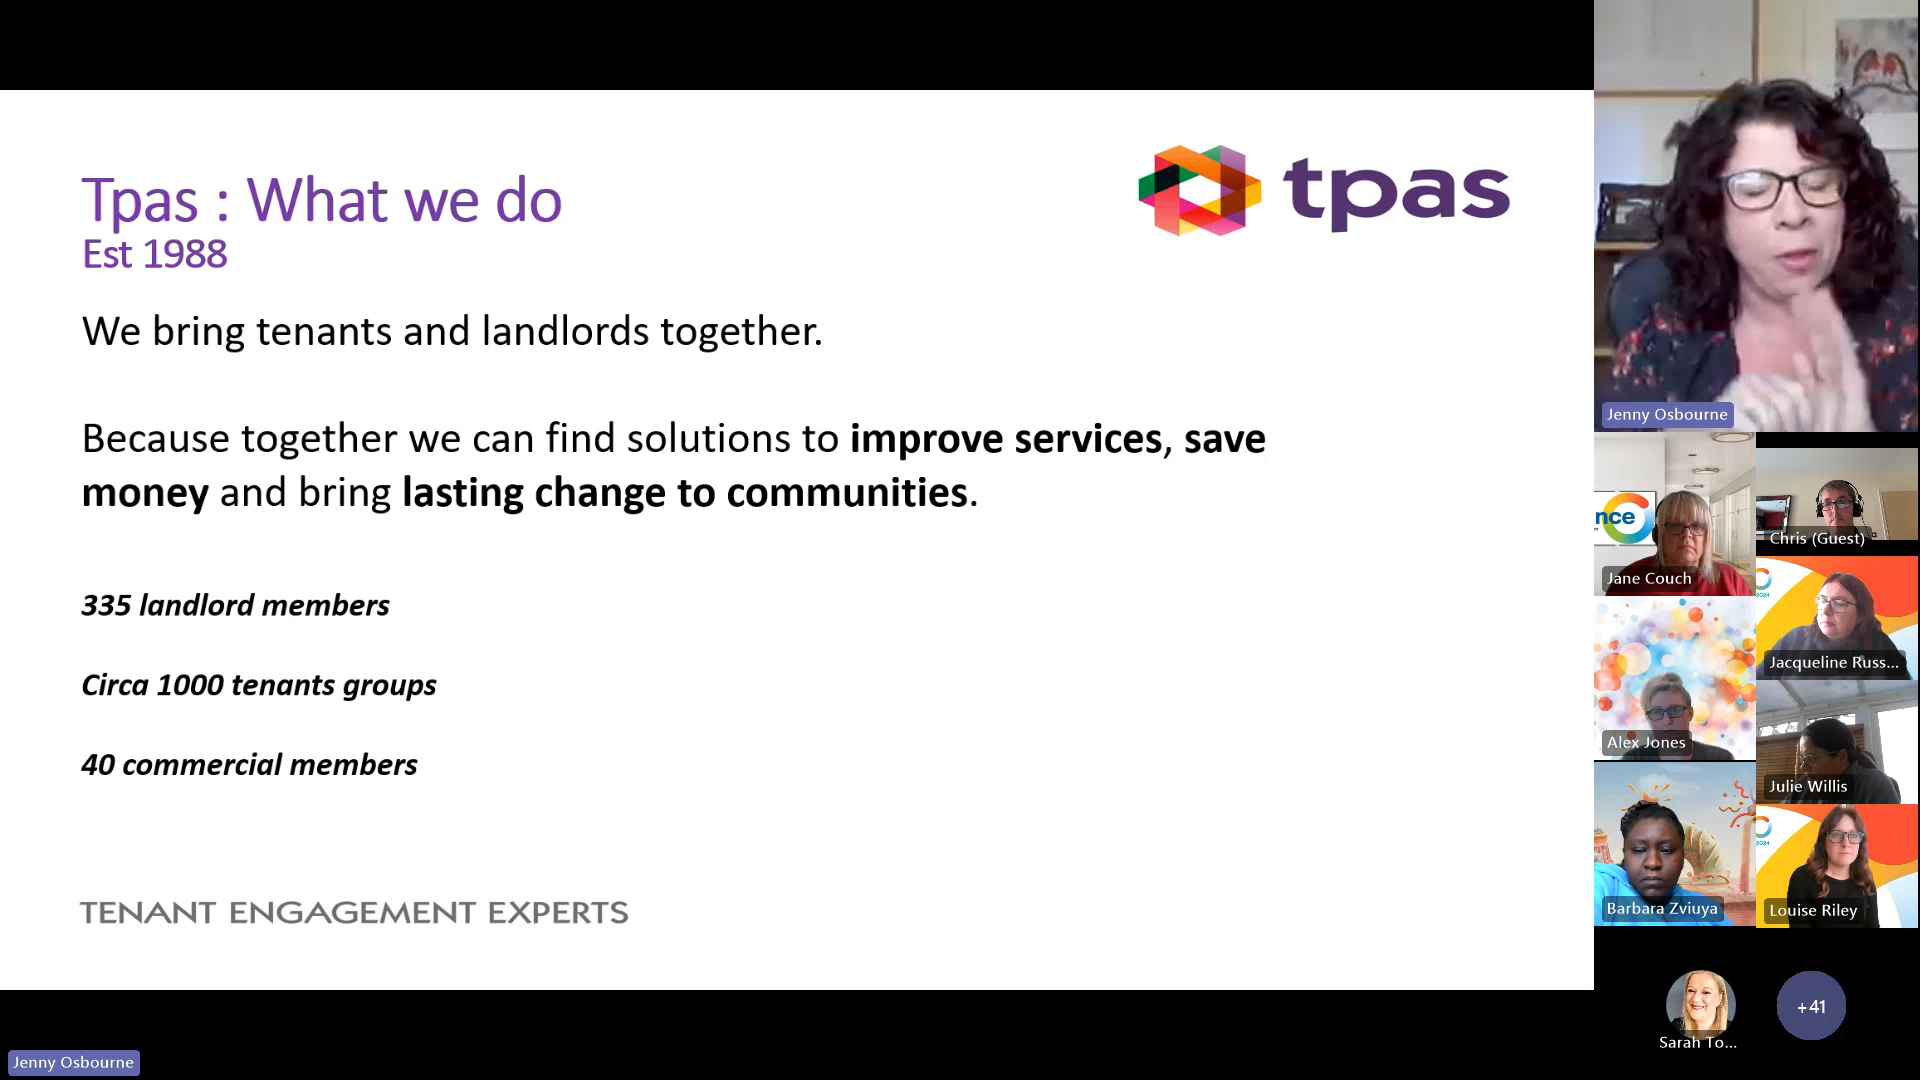 Tpas : What we do
Est 1988
tpas
We bring tenants and landlords together.
Because together we can find solutions to improve services, save
money and bring lasting change to communities.
335 landlord members
Circa 1000 tenants groups
40 commercial members
TENANT ENGAGEMENT EXPERTS
Jenny Osbourne
Jenny Osbourne
nce
Jane Couch
Chris (Guest)
2024
Jacqueline Russ...
Alex Jones
Julie Willis
Barbara Zviuya
2024
Louise Riley
Sarah To...
+41